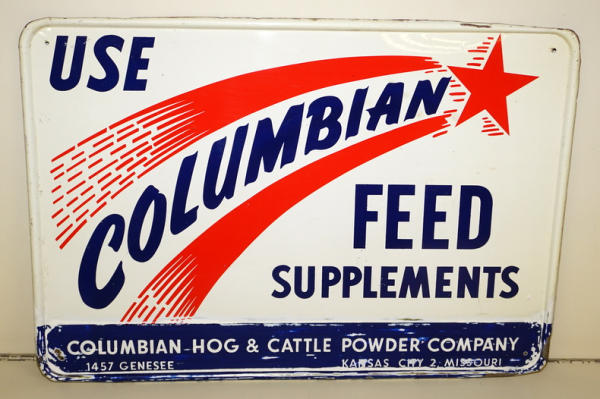 USE
COLUMBIAN
FEED
SUPPLEMENTS
COLUMBIAN HOG & CATTLE POWDER COMPANY
1457 GENESEE KANSAS CITY 2, MISSOURI